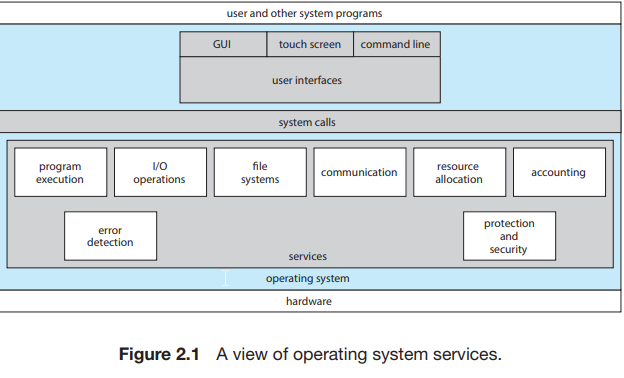 user and other system programs
GUI touch screen command line
user interfaces
system calls
program
execution
I/O
operations
file
systems
communication
resource
allocation
accounting
error
detection
protection
and
security
services
operating system
hardware
Figure 2.1 A view of operating system services.